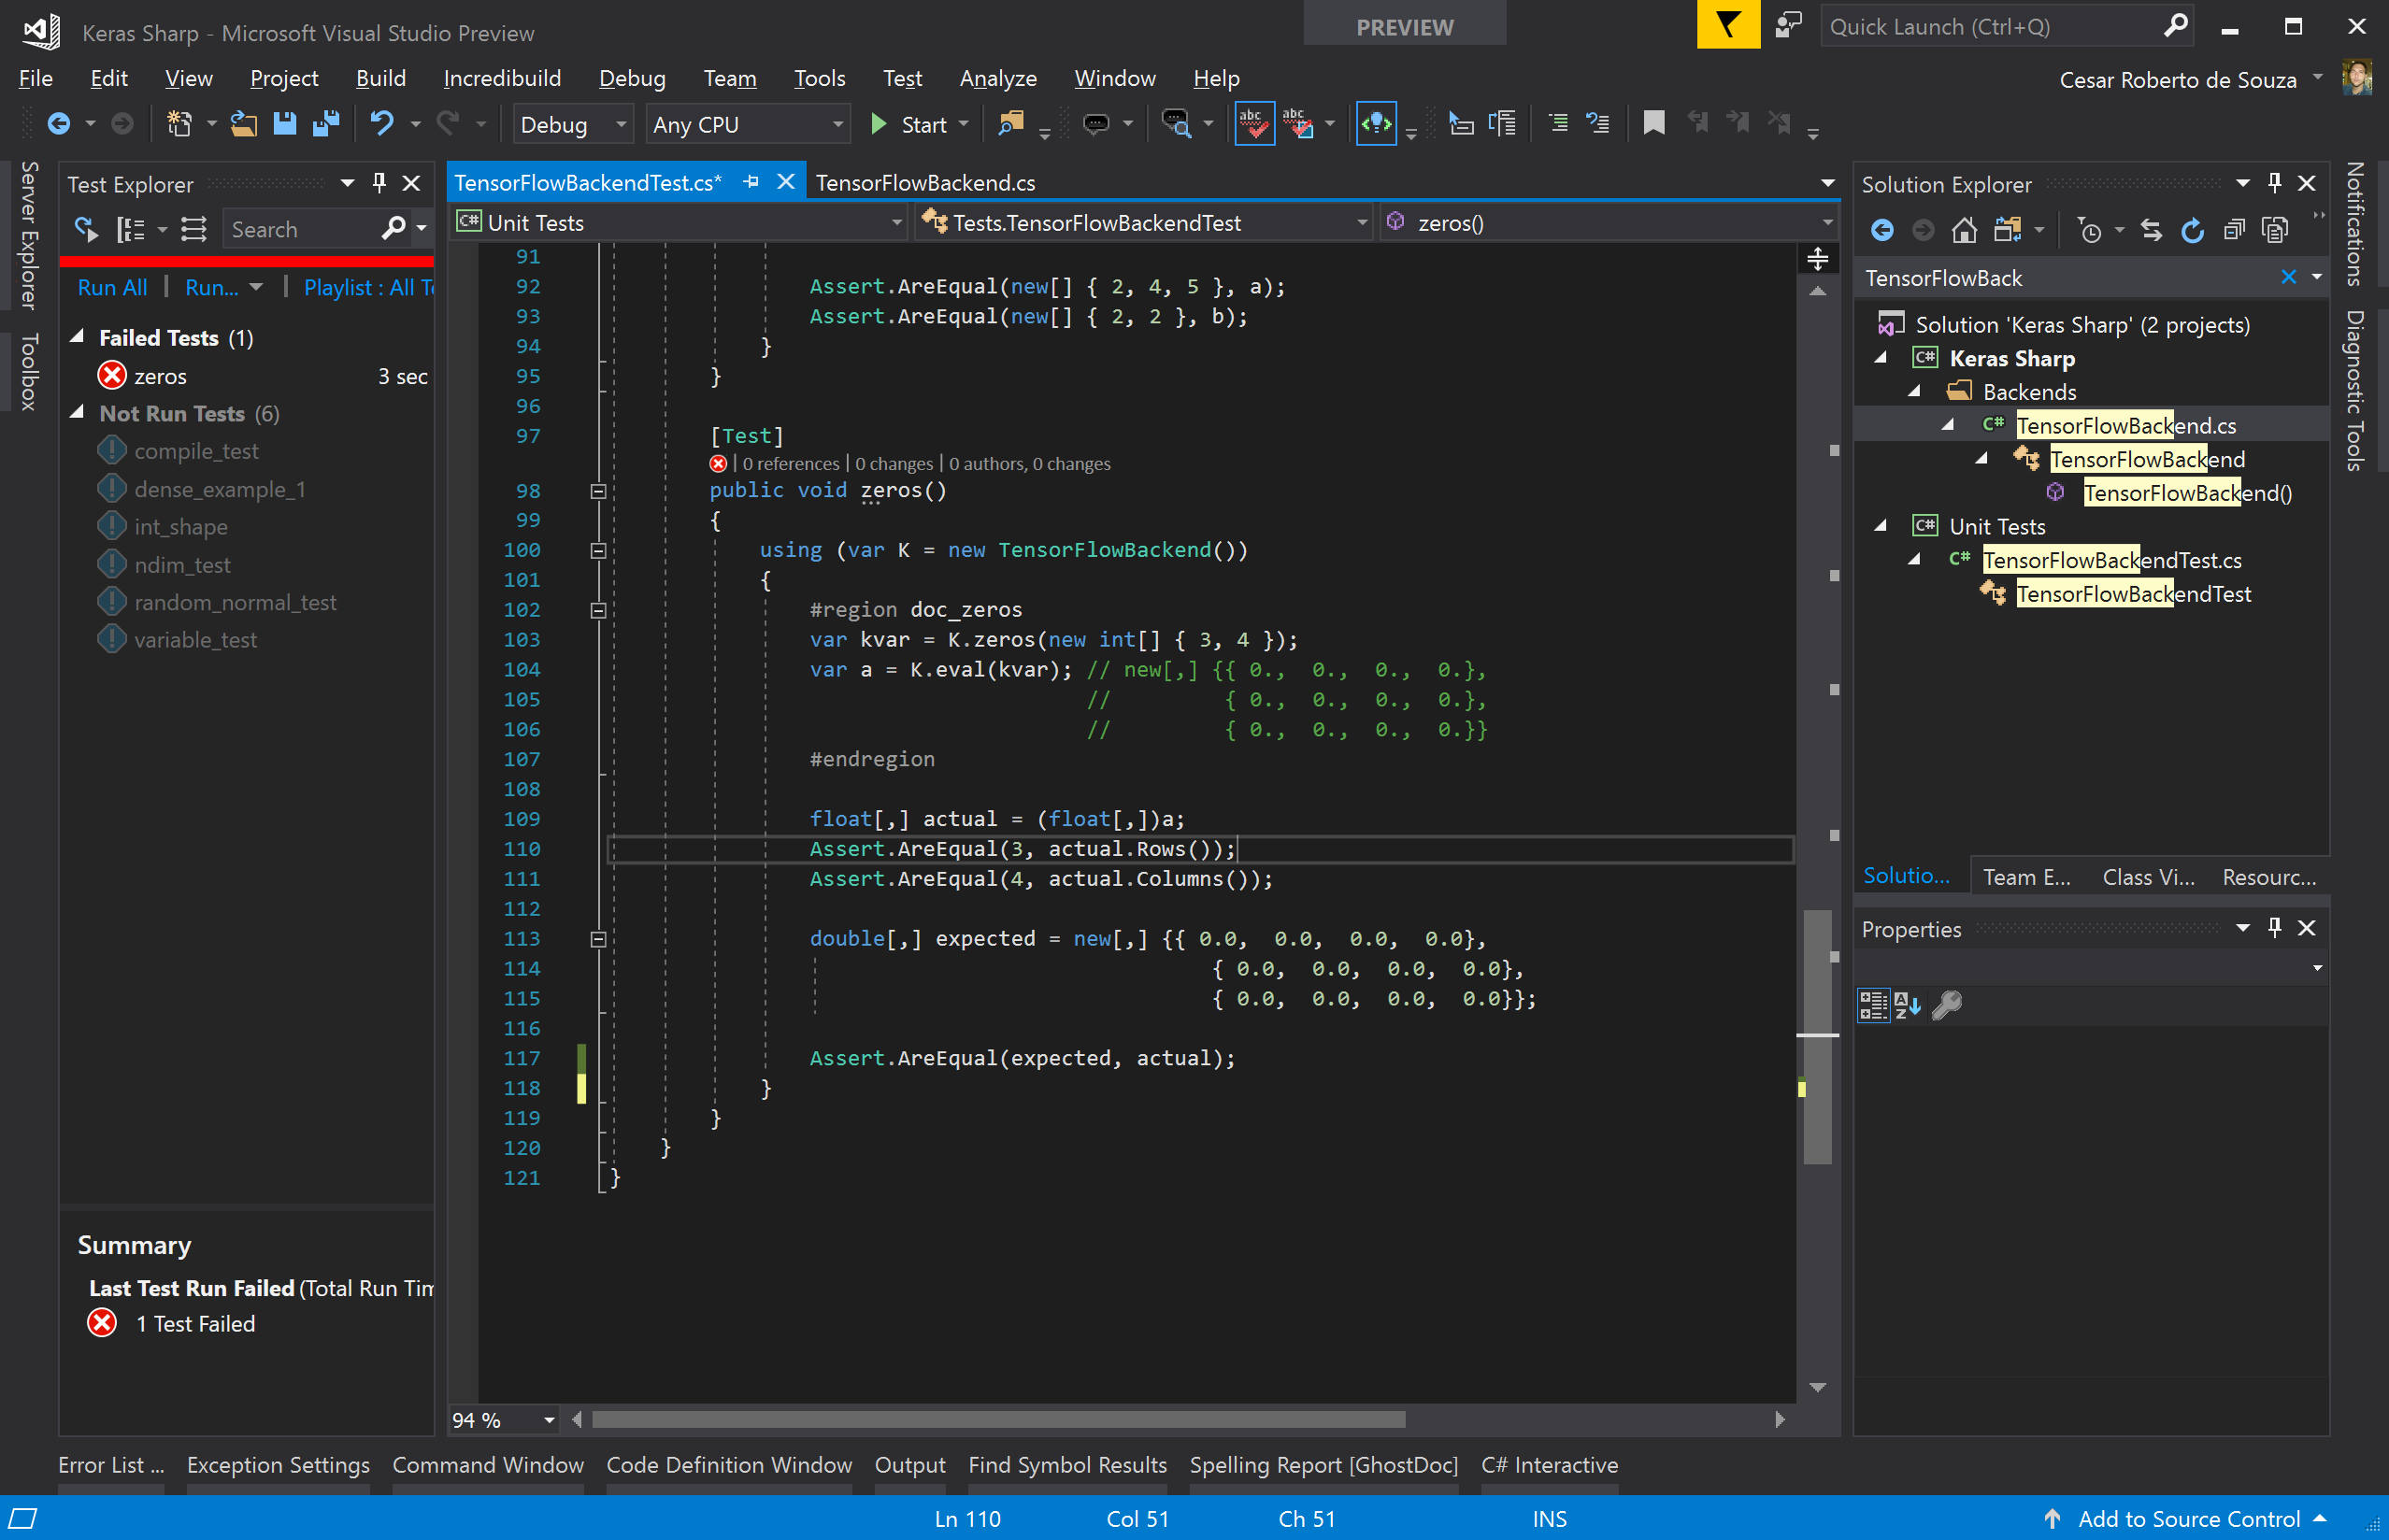 Keras Sharp - Microsoft Visual Studio Preview
PREVIEW
Quick Launch (Ctrl+Q)
File Edit View Project Build Incredibuild Debug Team Tools Test Analyze Window Help
Cesar Roberto de Souza
Debug Any CPU Start
Server Explorer
Toolbox
Test Explorer
Search
Run All | Run... | Playlist : All Te
Failed Tests (1)
zeros 3 sec
Not Run Tests (6)
compile_test
dense_example_1
int_shape
ndim_test
random_normal_test
variable_test
Summary
Last Test Run Failed (Total Run Tim
1 Test Failed
TensorFlowBackendTest.cs* TensorFlowBackend.cs
C# Unit Tests Tests.TensorFlowBackendTest zeros()
91
92 Assert.AreEqual(new[] { 2, 4, 5 }, a);
93 Assert.AreEqual(new[] { 2, 2 }, b);
94 }
95 }
96
97 [Test]
| 0 references | 0 changes | 0 authors, 0 changes
98 public void zeros()
99 {
100 using (var K = new TensorFlowBackend())
101 {
102 #region doc_zeros
103 var kvar = K.zeros(new int[] { 3, 4 });
104 var a = K.eval(kvar); // new[,] {{ 0., 0., 0., 0.},
105 // { 0., 0., 0., 0.},
106 // { 0., 0., 0., 0.}}
107 #endregion
108
109 float[,] actual = (float[,])a;
110 Assert.AreEqual(3, actual.Rows());
111 Assert.AreEqual(4, actual.Columns());
112
113 double[,] expected = new[,] {{ 0.0, 0.0, 0.0, 0.0},
114 { 0.0, 0.0, 0.0, 0.0},
115 { 0.0, 0.0, 0.0, 0.0}};
116
117 Assert.AreEqual(expected, actual);
118 }
119 }
120 }
121 }
94 %
Solution Explorer
TensorFlowBack
Solution 'Keras Sharp' (2 projects)
C# Keras Sharp
Backends
C# TensorFlowBackend.cs
TensorFlowBackend
TensorFlowBackend()
C# Unit Tests
C# TensorFlowBackendTest.cs
TensorFlowBackendTest
Solutio... Team E... Class Vi... Resourc...
Properties
Notifications
Diagnostic Tools
Error List ... Exception Settings Command Window Code Definition Window Output Find Symbol Results Spelling Report [GhostDoc] C# Interactive
Ln 110 Col 51 Ch 51 INS Add to Source Control